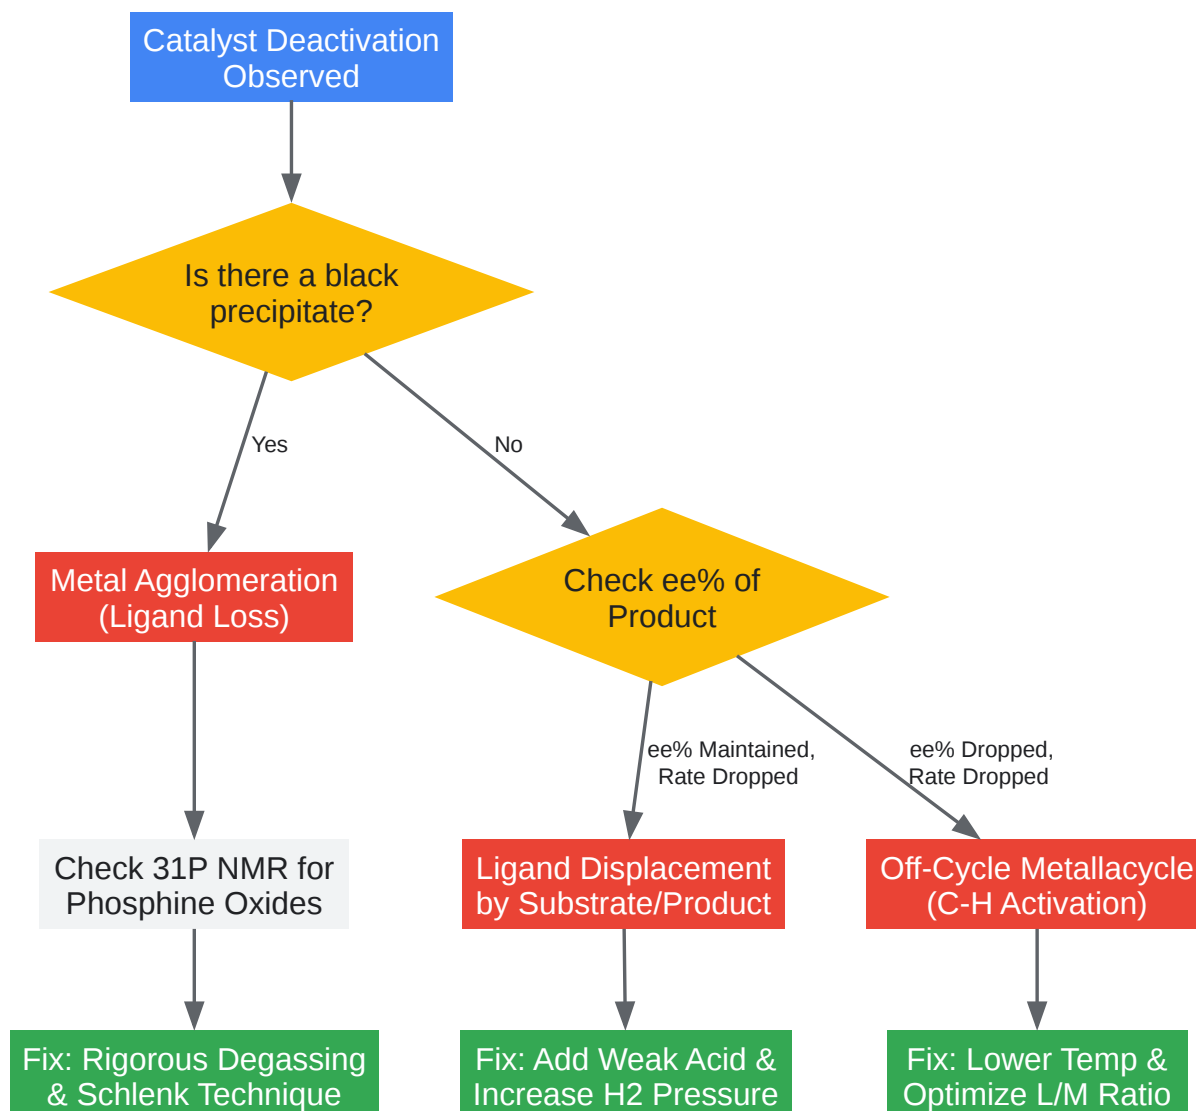 Catalyst Deactivation
Observed
Is there a black
precipitate?
Yes
No
Metal Agglomeration
(Ligand Loss)
Check ee% of
Product
ee% Maintained,
Rate Dropped
ee% Dropped,
Rate Dropped
Check 31P NMR for
Phosphine Oxides
Ligand Displacement
by Substrate/Product
Off-Cycle Metallacycle
(C-H Activation)
Fix: Rigorous Degassing
& Schlenk Technique
Fix: Add Weak Acid &
Increase H2 Pressure
Fix: Lower Temp &
Optimize L/M Ratio